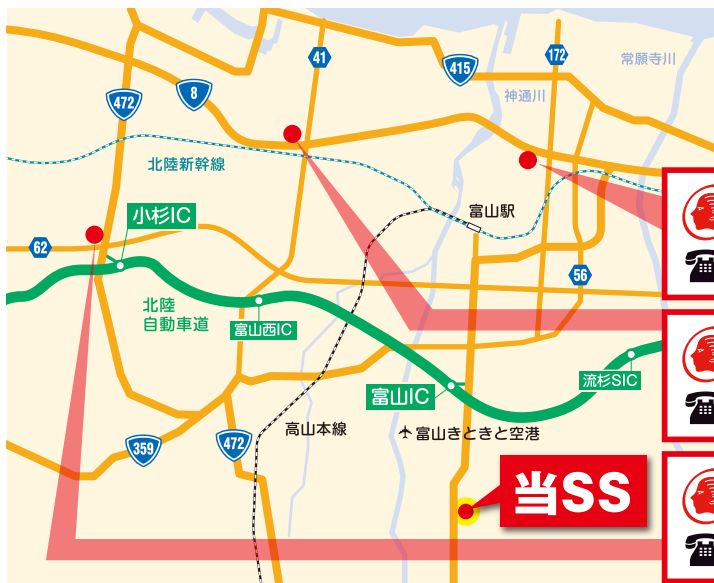 41
172
415
常願寺川
8
472
神通川
北陸新幹線
富山駅
小杉IC
62
56
北陸
自動車道
富山西IC
流杉SIC
富山IC
高山本線
富山きときと空港
359
472
当SS